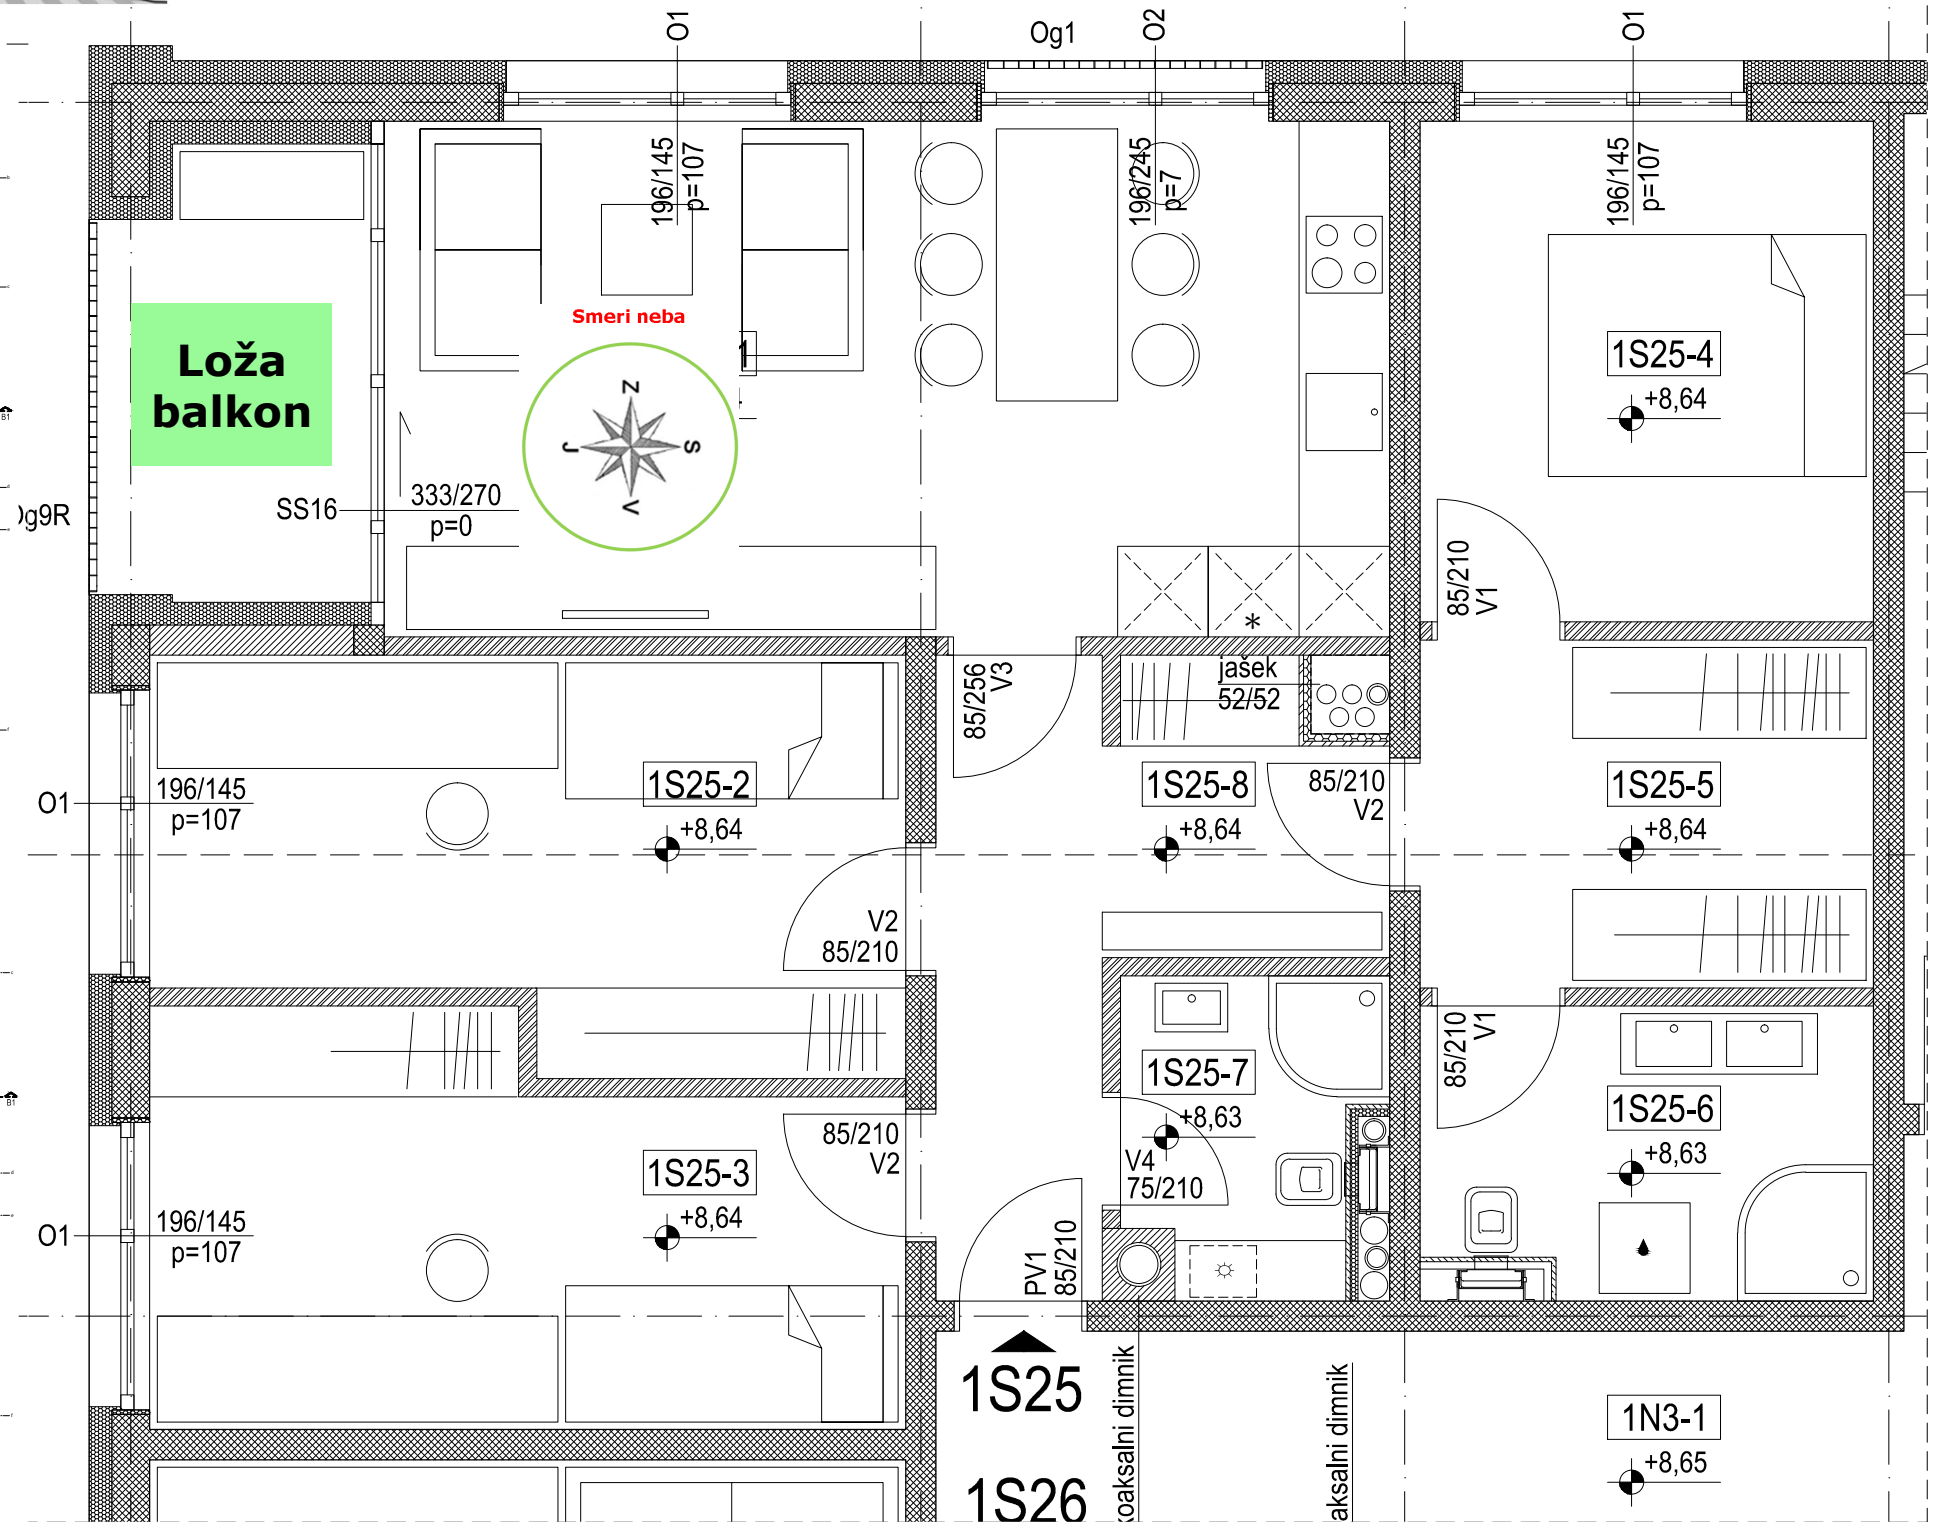 O1
Og1
O2
O1
196/145
p=107
196/245
p=7
196/145
p=107
Smeri neba
Loža
balkon
1
Z
J
S
V
1S25-4
+8,64
SS16
333/270
p=0
g9R
85/210
V1
*
85/256
V3
jašek
52/52
O1
196/145
p=107
1S25-2
+8,64
1S25-8
+8,64
85/210
V2
1S25-5
+8,64
V2
85/210
85/210
V1
1S25-7
+8,63
1S25-6
+8,63
85/210
V2
V4
75/210
1S25-3
+8,64
O1
196/145
p=107
PV1
85/210
1S25
koaksalni dimnik
aksalni dimnik
1N3-1
+8,65
1S26
B1
B1